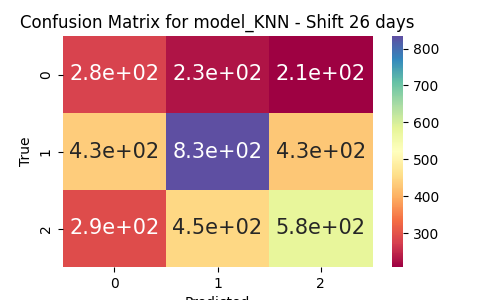 Confusion Matrix for model_KNN - Shift 26 days
True
0 2.8e+02 2.3e+02 2.1e+02
1 4.3e+02 8.3e+02 4.3e+02
2 2.9e+02 4.5e+02 5.8e+02
0 1 2
Predicted
800
700
600
500
400
300